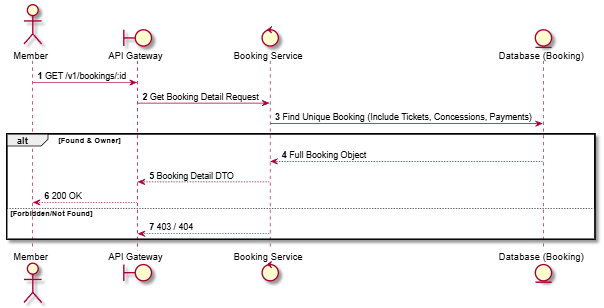 Member API Gateway Booking Service Database (Booking)
1 GET /v1/bookings/:id
2 Get Booking Detail Request
3 Find Unique Booking (Include Tickets, Concessions, Payments)
alt [Found & Owner]
4 Full Booking Object
5 Booking Detail DTO
6 200 OK
[Forbidden/Not Found]
7 403 / 404
Member API Gateway Booking Service Database (Booking)